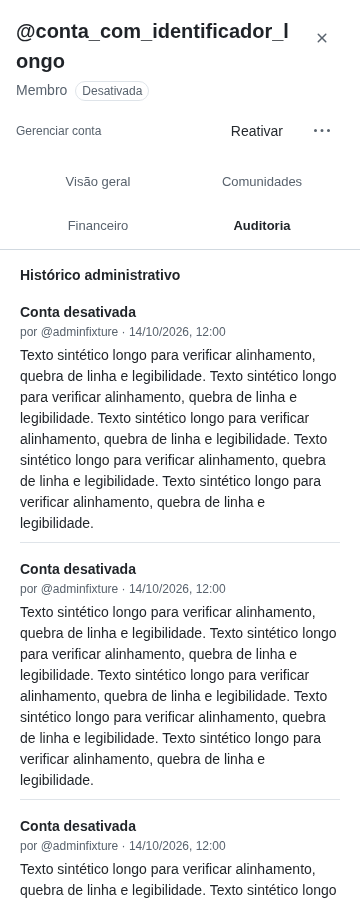 @conta_com_identificador_l
ongo
×
Membro Desativada
Gerenciar conta Reativar ...
Visão geral Comunidades
Financeiro Auditoria
Histórico administrativo
Conta desativada
por @adminfixture · 14/10/2026, 12:00
Texto sintético longo para verificar alinhamento,
quebra de linha e legibilidade. Texto sintético longo
para verificar alinhamento, quebra de linha e
legibilidade. Texto sintético longo para verificar
alinhamento, quebra de linha e legibilidade. Texto
sintético longo para verificar alinhamento, quebra
de linha e legibilidade. Texto sintético longo para
verificar alinhamento, quebra de linha e
legibilidade.
Conta desativada
por @adminfixture · 14/10/2026, 12:00
Texto sintético longo para verificar alinhamento,
quebra de linha e legibilidade. Texto sintético longo
para verificar alinhamento, quebra de linha e
legibilidade. Texto sintético longo para verificar
alinhamento, quebra de linha e legibilidade. Texto
sintético longo para verificar alinhamento, quebra
de linha e legibilidade. Texto sintético longo para
verificar alinhamento, quebra de linha e
legibilidade.
Conta desativada
por @adminfixture · 14/10/2026, 12:00
Texto sintético longo para verificar alinhamento,
quebra de linha e legibilidade. Texto sintético longo